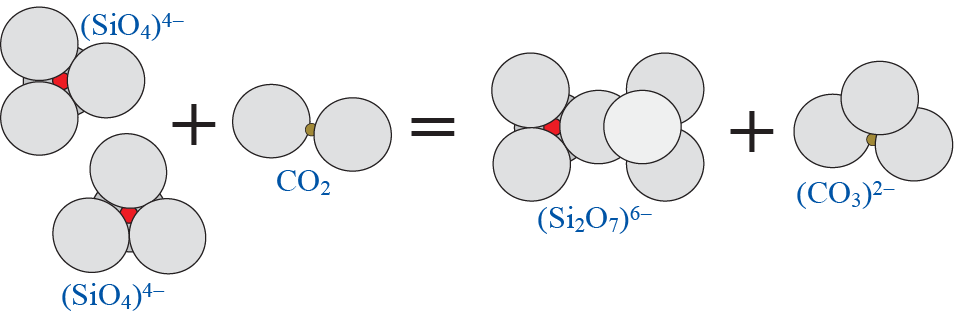 (SiO₄)⁴⁻
+
CO₂
=
(Si₂O₇)⁶⁻
+
(CO₃)²⁻
(SiO₄)⁴⁻